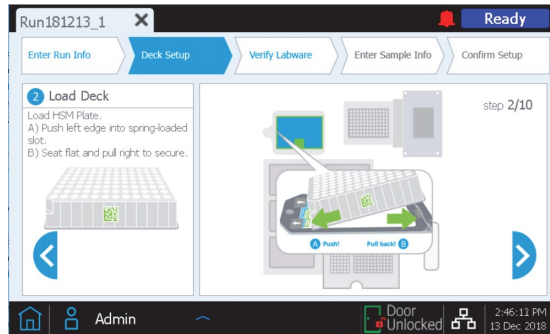 Run181213_1
Ready
Enter Run Info
Deck Setup
Verify Labware
Enter Sample Info
Confirm Setup
2 Load Deck
Load HSM Plate.
A) Push left edge into spring-loaded
slot.
B) Seat flat and pull right to secure.
step 2/10
A Push!
Pull back! B
Admin
Door
Unlocked
2:46:11 PM
13 Dec 2018